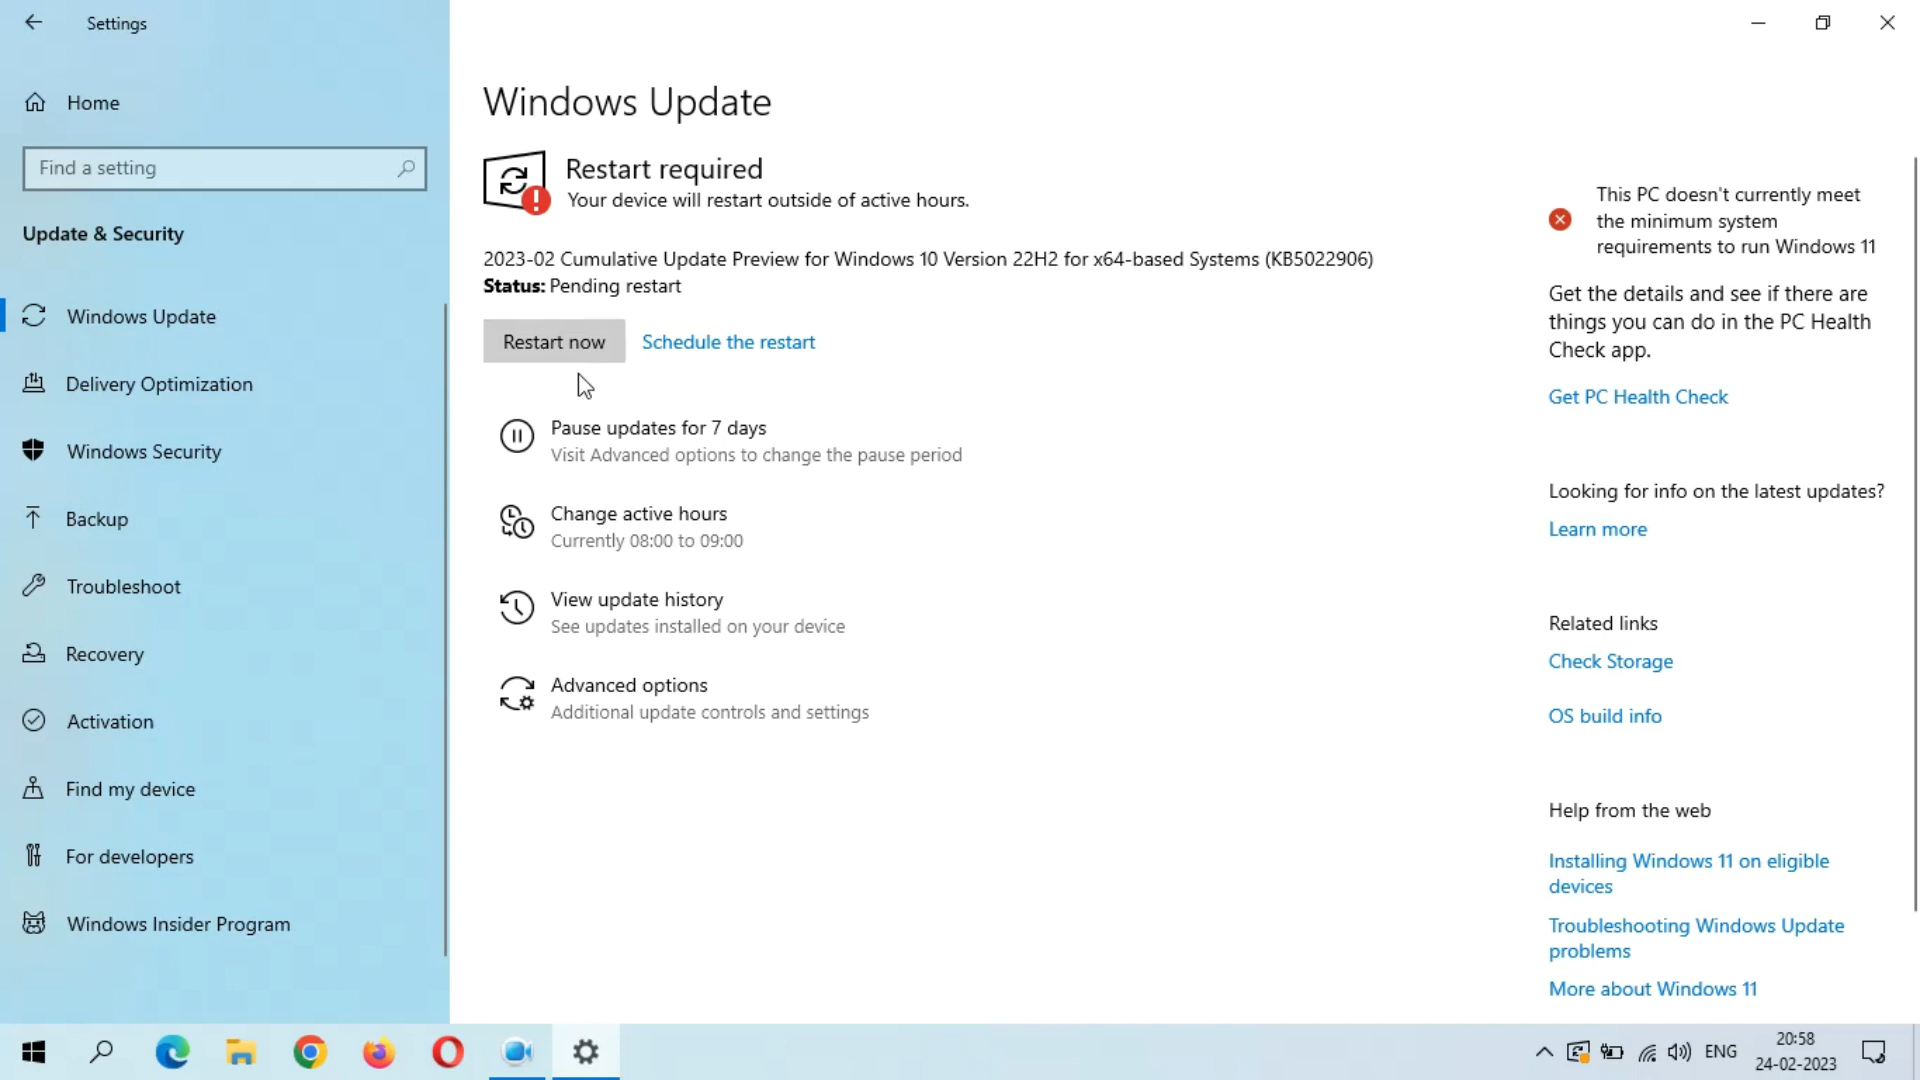 Settings
Home
Find a setting
Update & Security
Windows Update
Delivery Optimization
Windows Security
Backup
Troubleshoot
Recovery
Activation
Find my device
For developers
Windows Insider Program
Windows Update
Restart required
Your device will restart outside of active hours.
2023-02 Cumulative Update Preview for Windows 10 Version 22H2 for x64-based Systems (KB5022906)
Status: Pending restart
Restart now
Schedule the restart
Pause updates for 7 days
Visit Advanced options to change the pause period
Change active hours
Currently 08:00 to 09:00
View update history
See updates installed on your device
Advanced options
Additional update controls and settings
This PC doesn't currently meet
the minimum system
requirements to run Windows 11
Get the details and see if there are
things you can do in the PC Health
Check app.
Get PC Health Check
Looking for info on the latest updates?
Learn more
Related links
Check Storage
OS build info
Help from the web
Installing Windows 11 on eligible
devices
Troubleshooting Windows Update
problems
More about Windows 11
ENG
20:58
24-02-2023